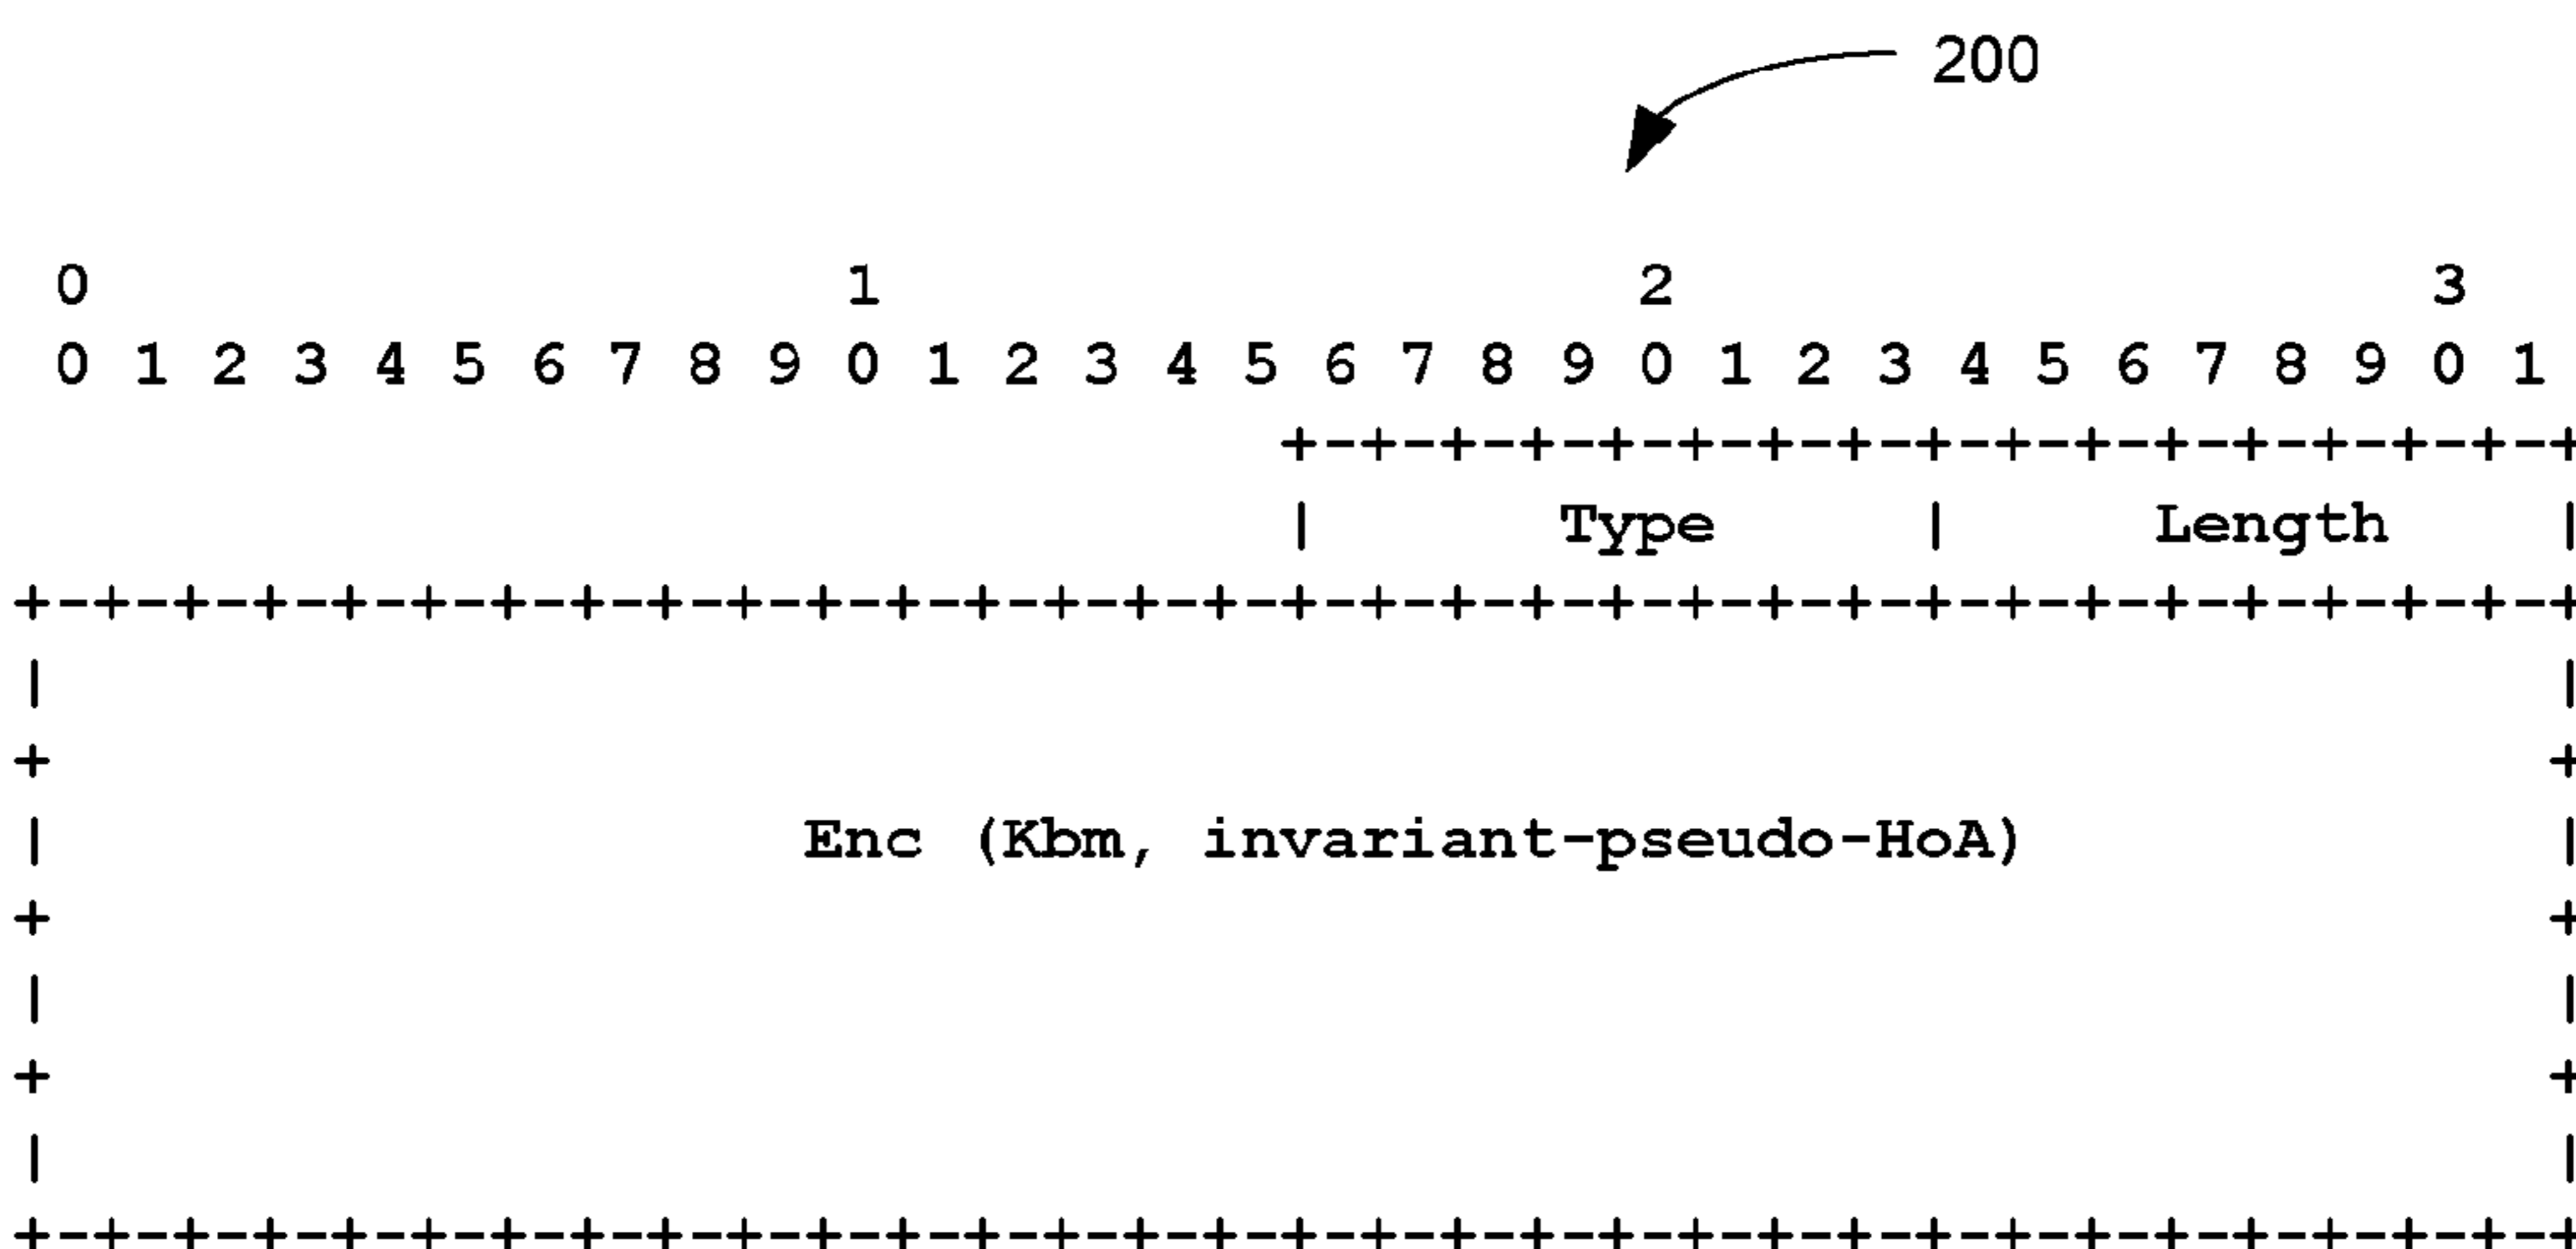 200
0 1 2 3
0 1 2 3 4 5 6 7 8 9 0 1 2 3 4 5 6 7 8 9 0 1 2 3 4 5 6 7 8 9 0 1
+-+-+-+-+-+-+-+-+-+-+-+-+-+-+-+-+
| Type | Length |
+-+-+-+-+-+-+-+-+-+-+-+-+-+-+-+-+-+-+-+-+-+-+-+-+-+-+-+-+-+-+-+-+
| |
+ +
| Enc (Kbm, invariant-pseudo-HoA) |
+ +
| |
+ +
| |
+-+-+-+-+-+-+-+-+-+-+-+-+-+-+-+-+-+-+-+-+-+-+-+-+-+-+-+-+-+-+-+-+